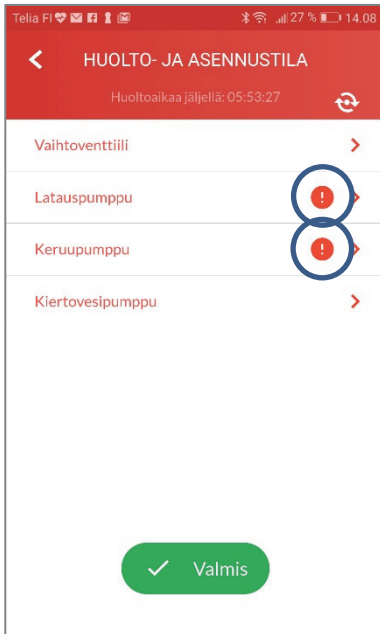 Telia FI 27 % 14.08
HUOLTO- JA ASENNUSTILA
Huoltoaikaa jäljellä: 05:53:27
Vaihtoventtiili
Latauspumppu
Keruupumppu
Kiertovesipumppu
Valmis